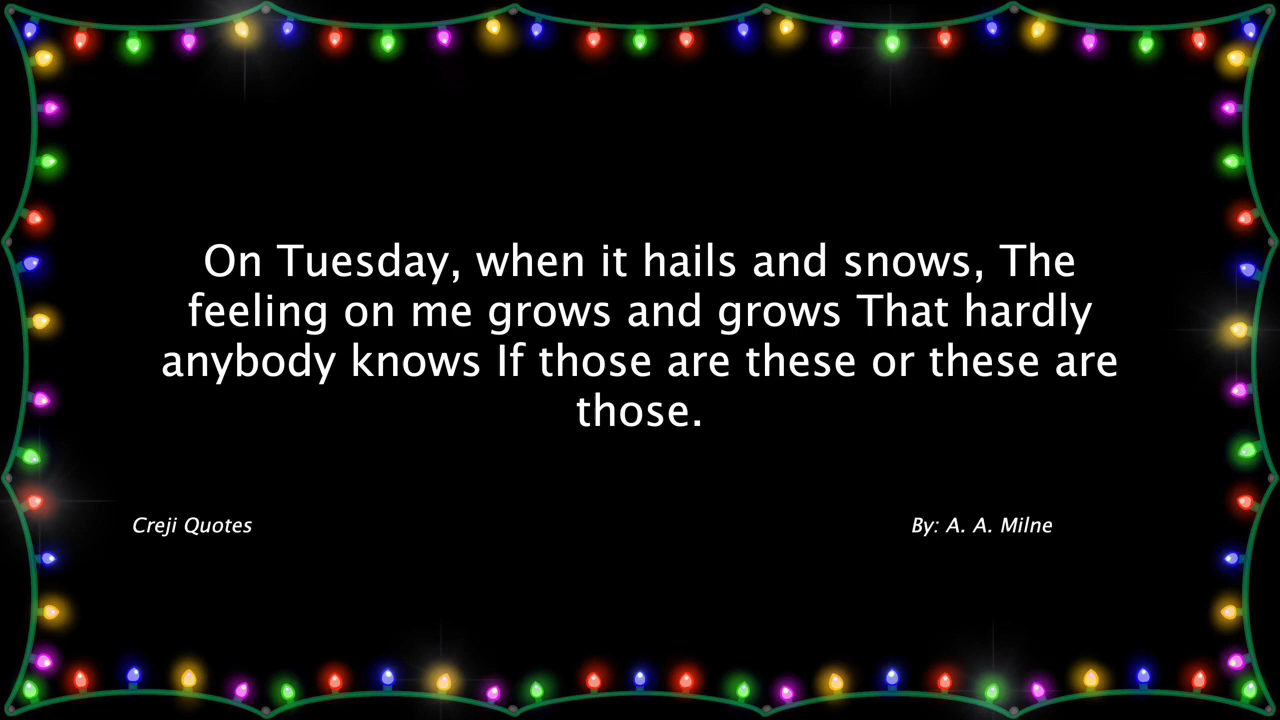 On Tuesday, when it hails and snows, The
feeling on me grows and grows That hardly
anybody knows If those are these or these are
those.
Creji Quotes
By: A. A. Milne